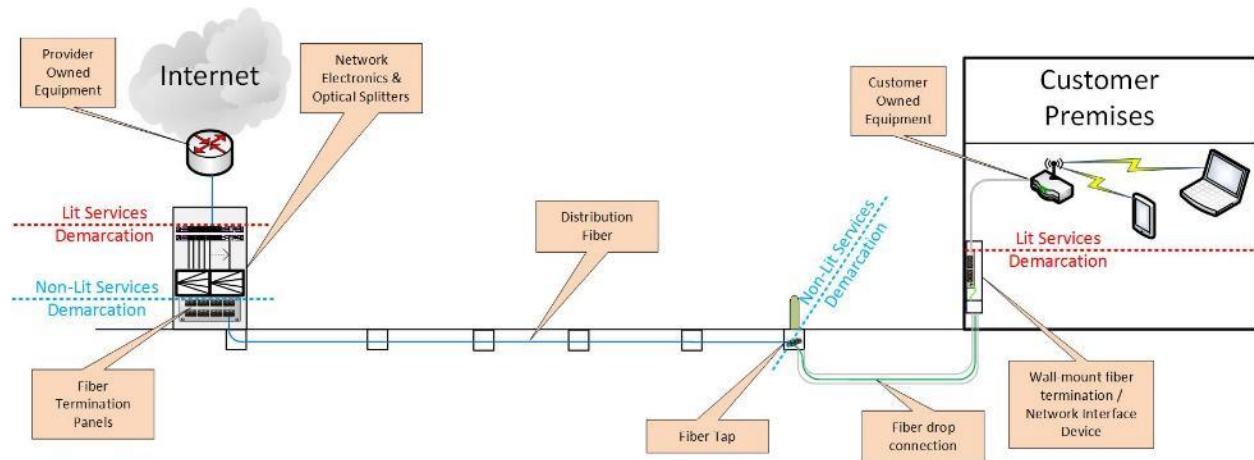 Provider
Owned
Equipment
Internet
Network
Electronics &
Optical Splitters
Customer
Owned
Equipment
Customer
Premises
Lit Services
Demarcation
Non-Lit Services
Demarcation
Distribution
Fiber
Non-Lit Services
Demarcation
Lit Services
Demarcation
Fiber
Termination
Panels
Fiber Tap
Fiber drop
connection
Wall-mount fiber
termination /
Network Interface
Device